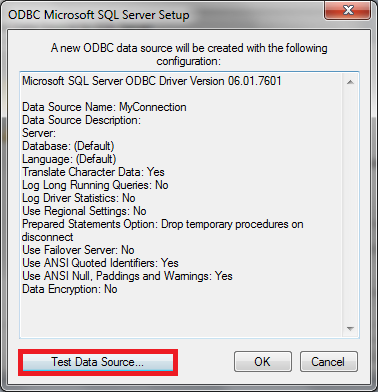 ODBC Microsoft SQL Server Setup
A new ODBC data source will be created with the following
configuration:
Microsoft SQL Server ODBC Driver Version 06.01.7601
Data Source Name: MyConnection
Data Source Description:
Server:
Database: (Default)
Language: (Default)
Translate Character Data: Yes
Log Long Running Queries: No
Log Driver Statistics: No
Use Regional Settings: No
Prepared Statements Option: Drop temporary procedures on
disconnect
Use Failover Server: No
Use ANSI Quoted Identifiers: Yes
Use ANSI Null, Paddings and Warnings: Yes
Data Encryption: No
Test Data Source...
OK
Cancel